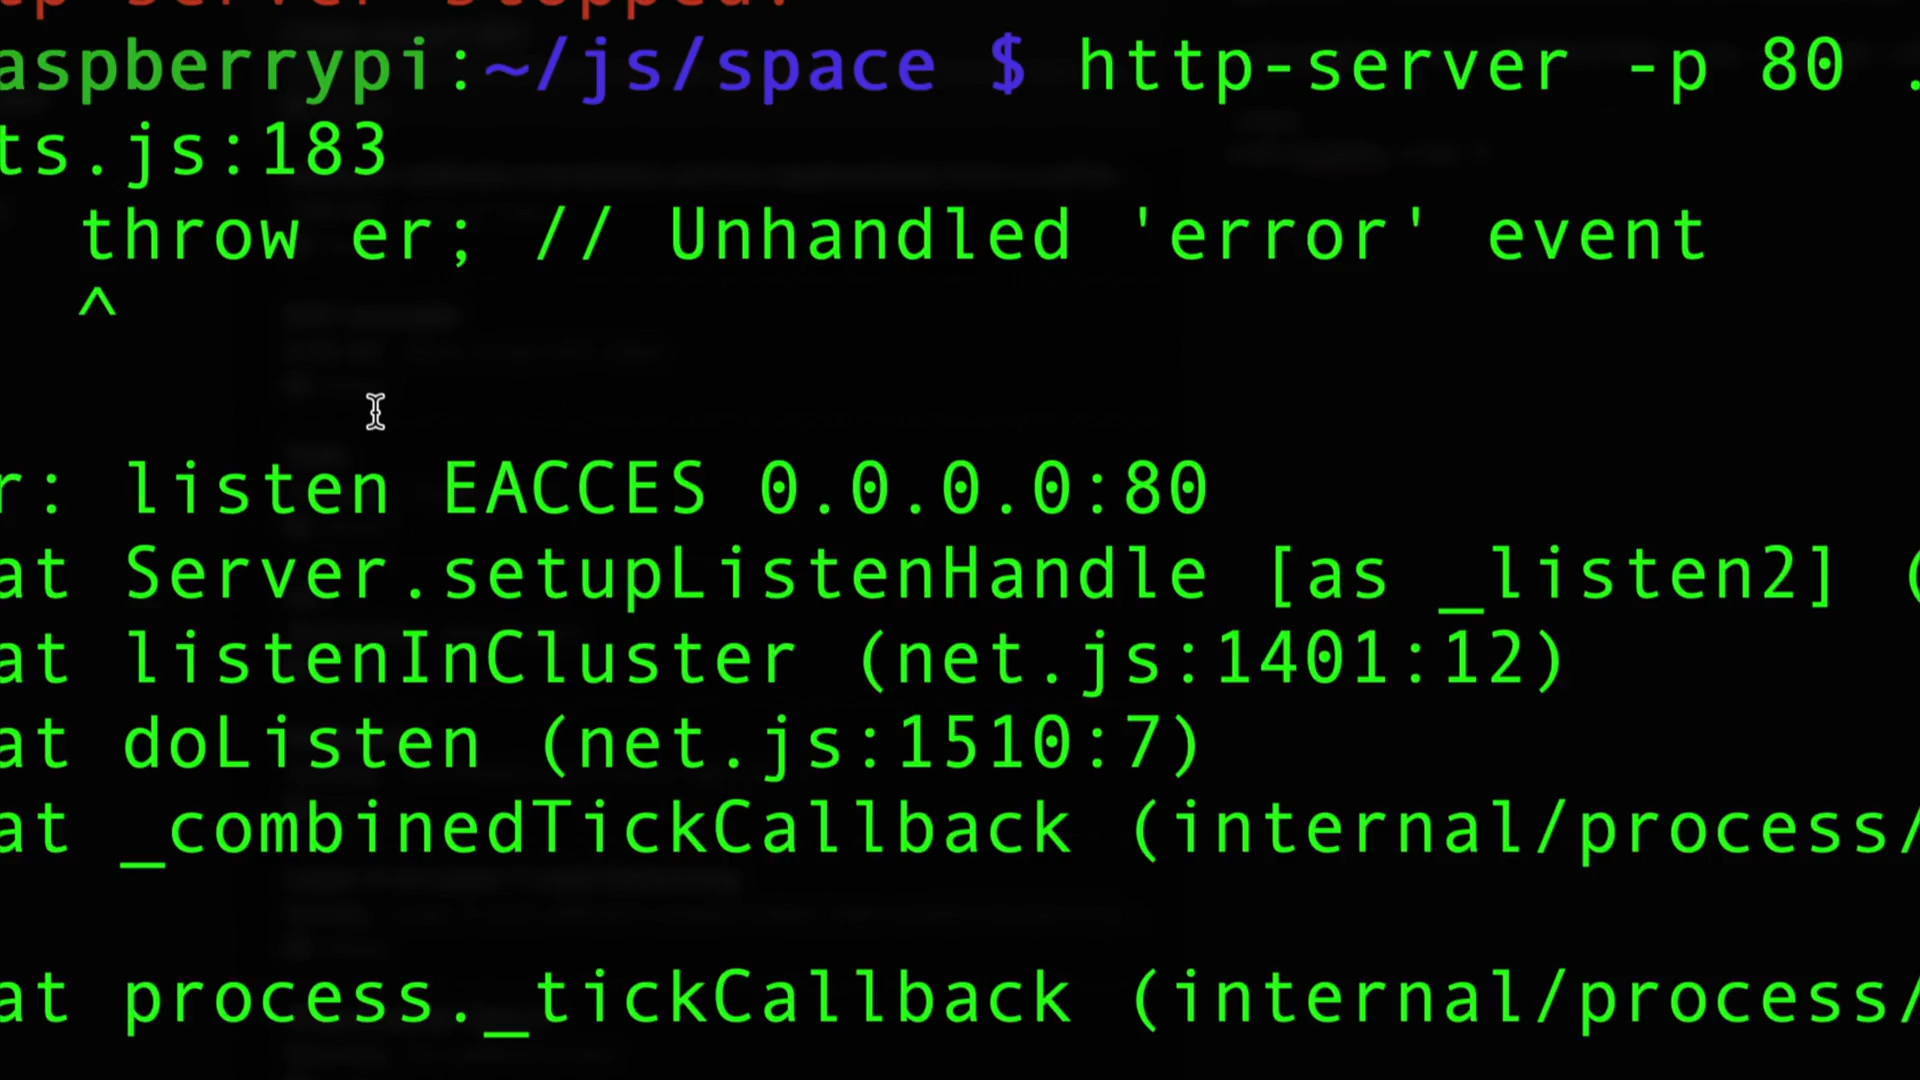 server stopped.
aspberrypi:~/js/space $ http-server -p 80 .
ts.js:183
throw er; // Unhandled 'error' event
^
r: listen EACCES 0.0.0.0:80
at Server.setupListenHandle [as _listen2] (
at listenInCluster (net.js:1401:12)
at doListen (net.js:1510:7)
at _combinedTickCallback (internal/process/
at process._tickCallback (internal/process/